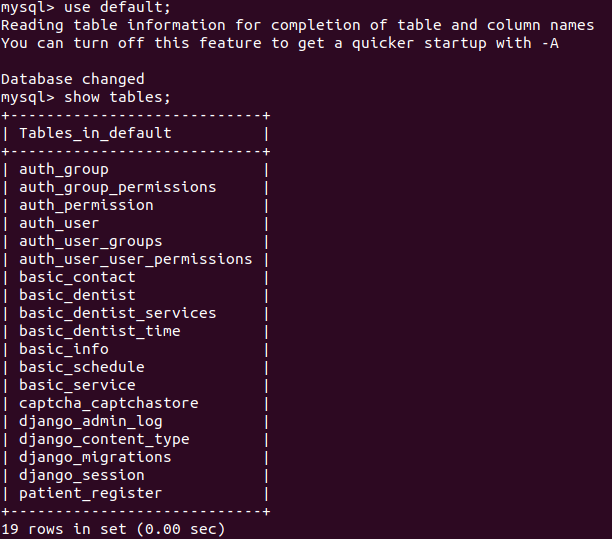 mysql> use default;
Reading table information for completion of table and column names
You can turn off this feature to get a quicker startup with -A

Database changed
mysql> show tables;
+----------------------------+
| Tables_in_default          |
+----------------------------+
| auth_group                 |
| auth_group_permissions     |
| auth_permission            |
| auth_user                  |
| auth_user_groups           |
| auth_user_user_permissions |
| basic_contact              |
| basic_dentist              |
| basic_dentist_services     |
| basic_dentist_time         |
| basic_info                 |
| basic_schedule             |
| basic_service              |
| captcha_captchastore       |
| django_admin_log           |
| django_content_type        |
| django_migrations          |
| django_session             |
| patient_register           |
+----------------------------+
19 rows in set (0.00 sec)